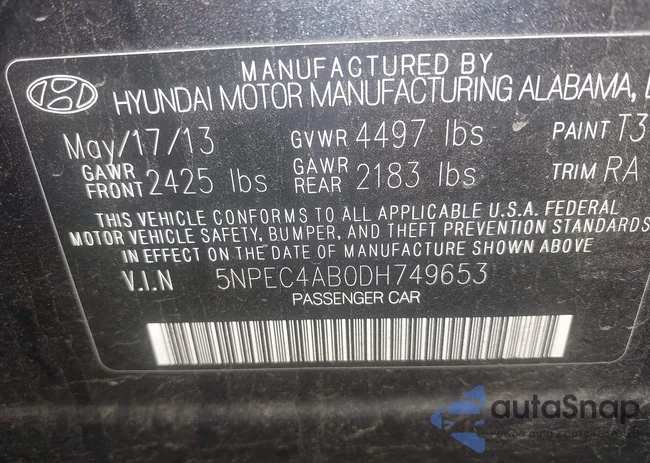 MANUFACTURED BY
HYUNDAI MOTOR MANUFACTURING ALABAMA,
May/17/13 GVWR 4497 lbs PAINT T3
GAWR FRONT 2425 lbs GAWR REAR 2183 lbs TRIM RA
THIS VEHICLE CONFORMS TO ALL APPLICABLE U.S.A. FEDERAL
MOTOR VEHICLE SAFETY, BUMPER, AND THEFT PREVENTION STANDARDS
IN EFFECT ON THE DATE OF MANUFACTURE SHOWN ABOVE
V.I.N 5NPEC4AB0DH749653
PASSENGER CAR
autaSnap